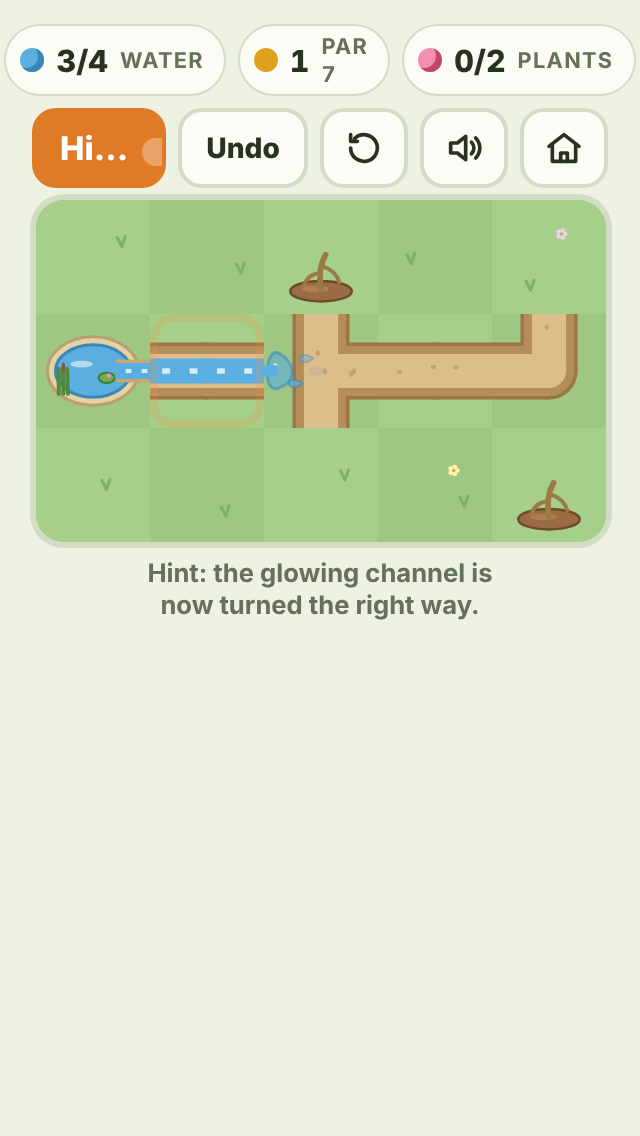 3/4 WATER
1 PAR 7
0/2 PLANTS
Hi...
Undo
Hint: the glowing channel is
now turned the right way.